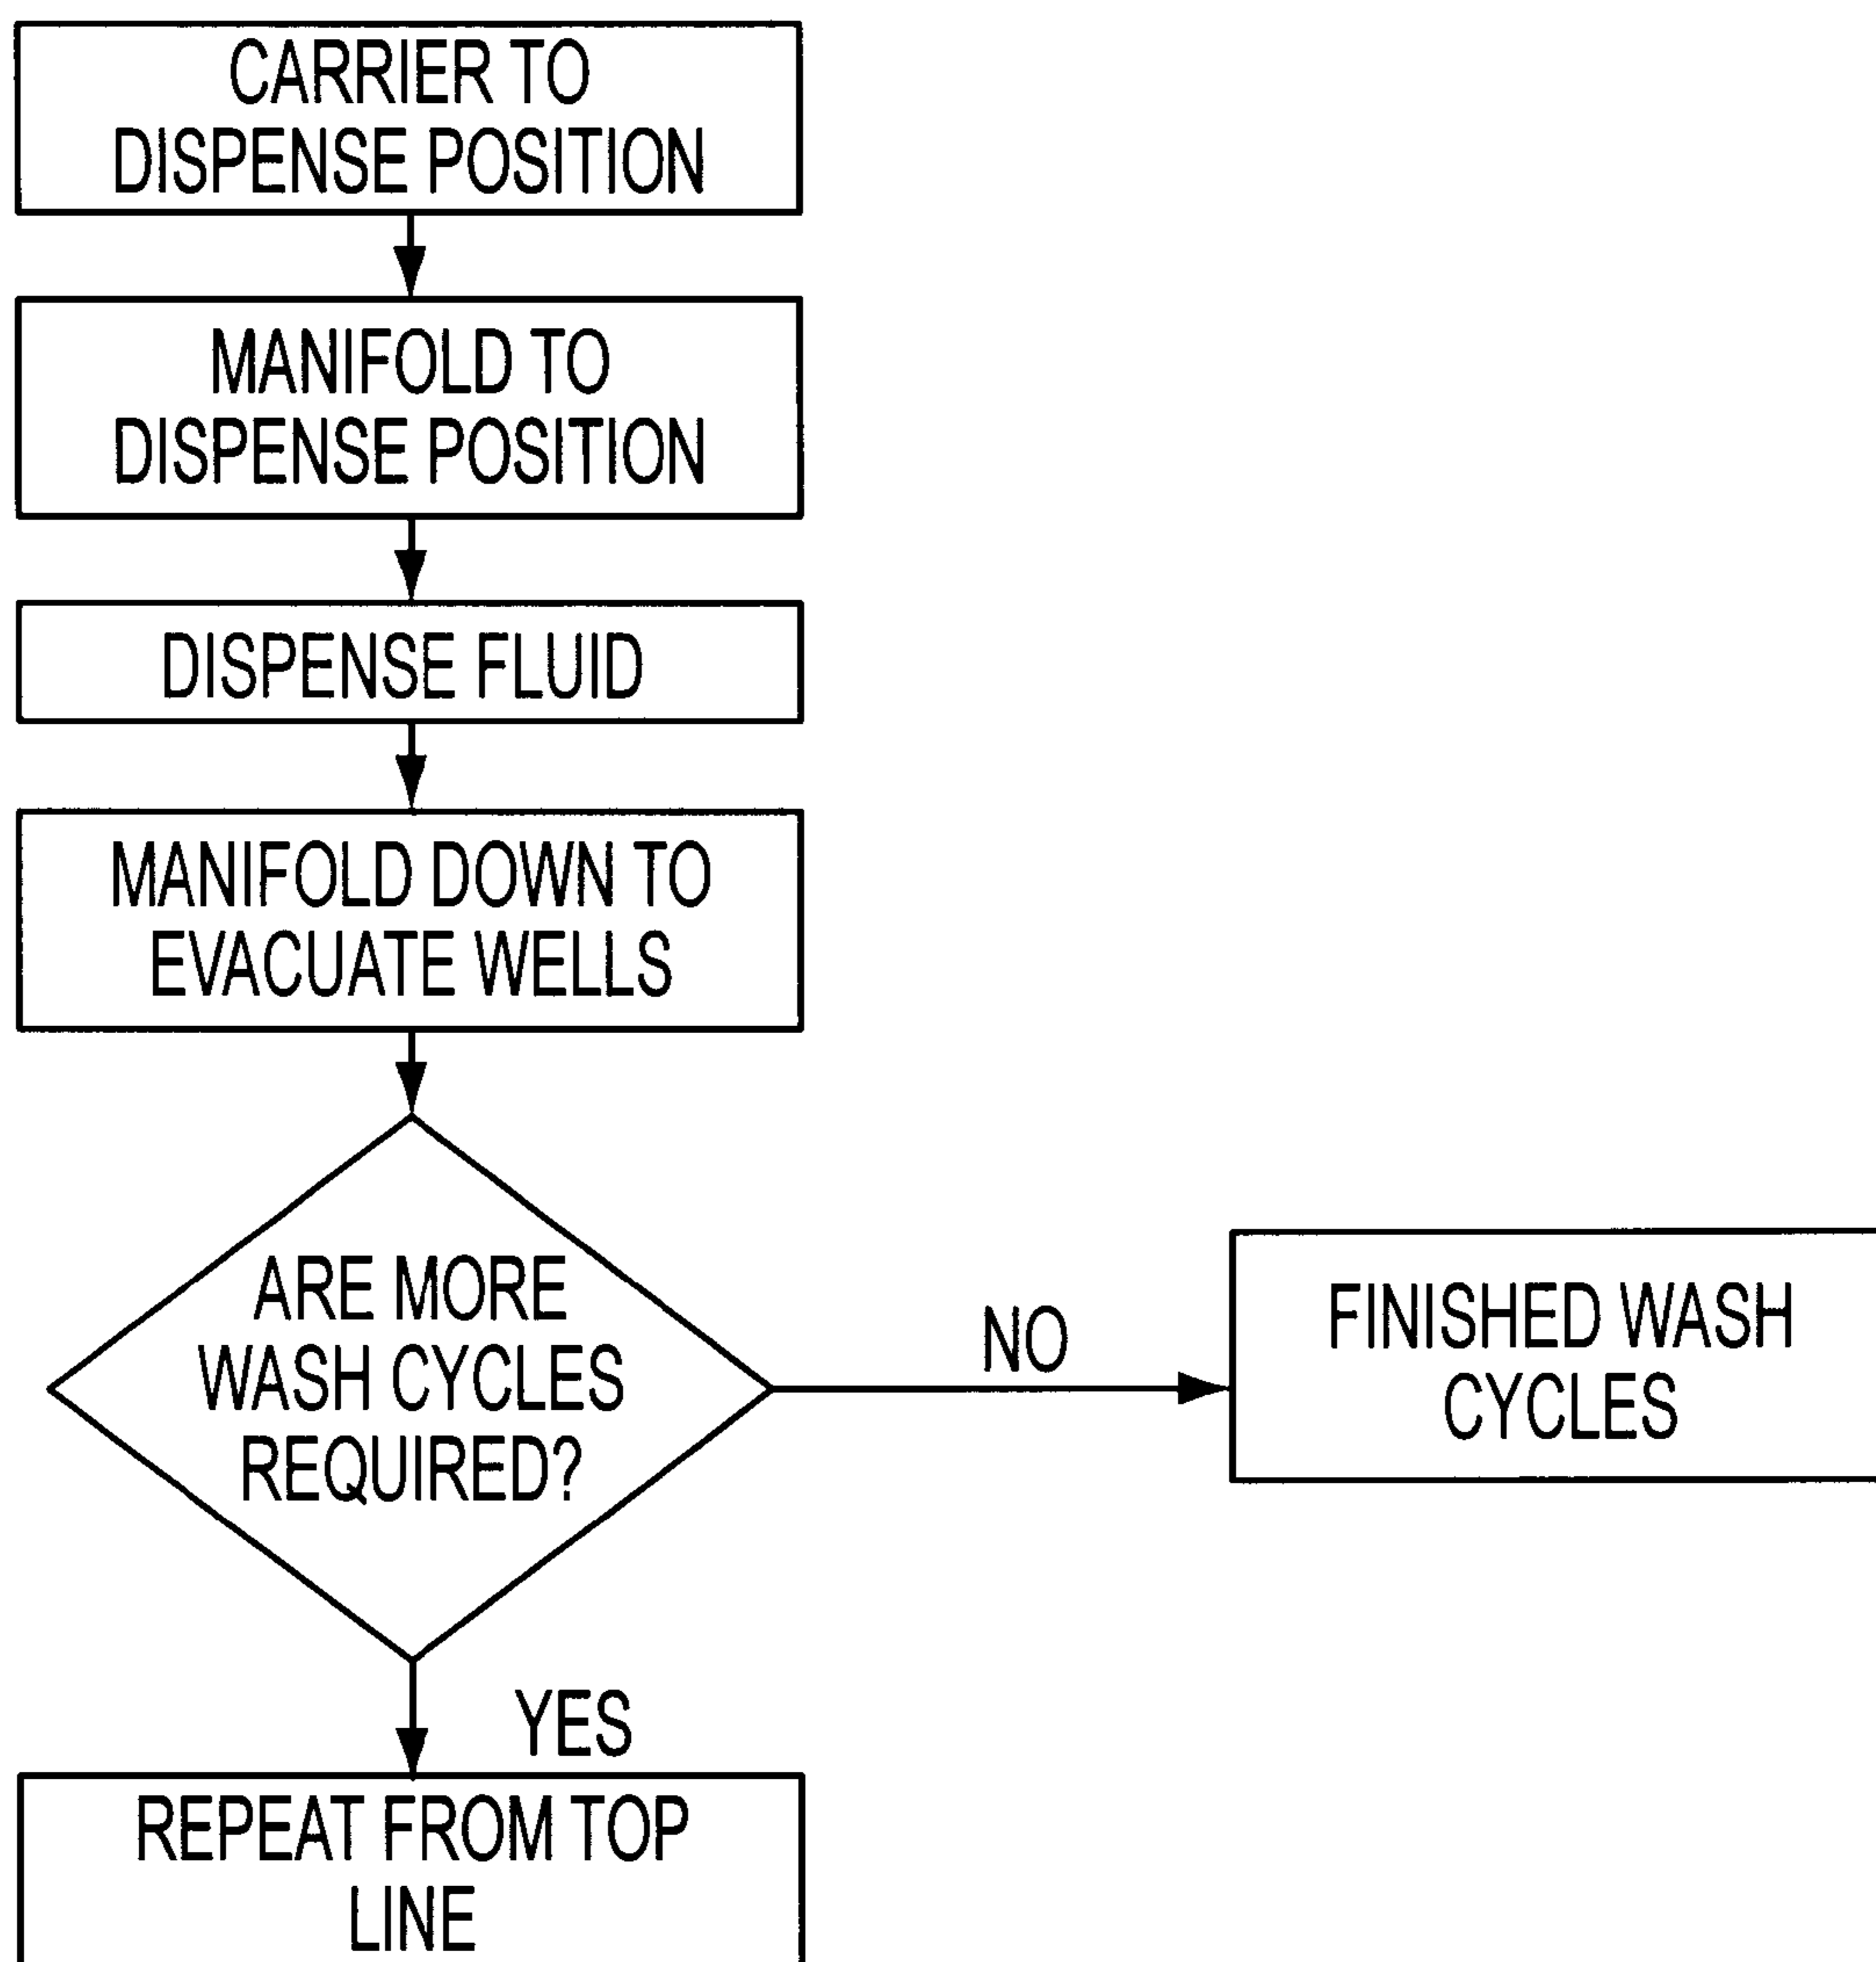 CARRIER TO
DISPENSE POSITION
MANIFOLD TO
DISPENSE POSITION
DISPENSE FLUID
MANIFOLD DOWN TO
EVACUATE WELLS
ARE MORE
WASH CYCLES
REQUIRED?
NO
FINISHED WASH
CYCLES
YES
REPEAT FROM TOP
LINE